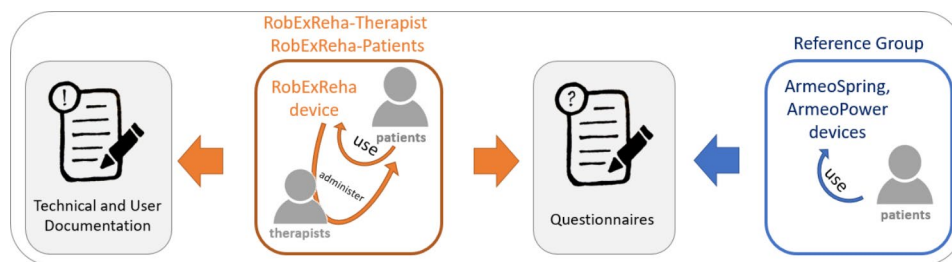 !
Technical and User
Documentation
RobExReha-Therapist
RobExReha-Patients
RobExReha
device
patients
use
administer
therapists
?
Questionnaires
Reference Group
ArmeoSpring,
ArmeoPower
devices
use
patients